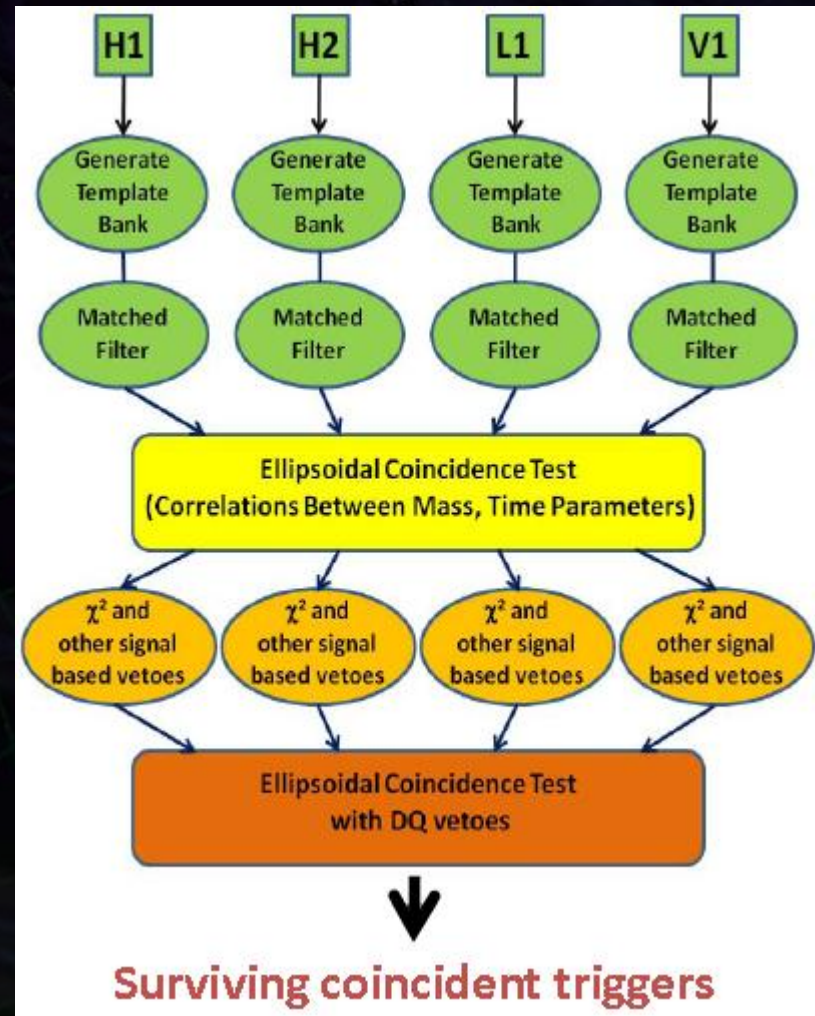 H1 H2 L1 V1
Generate Generate Generate Generate
Template Template Template Template
Bank Bank Bank Bank
Matched Matched Matched Matched
Filter Filter Filter Filter
Ellipsoidal Coincidence Test
(Correlations Between Mass, Time Parameters)
χ² and χ² and χ² and χ² and
other signal other signal other signal other signal
based vetoes based vetoes based vetoes based vetoes
Ellipsoidal Coincidence Test
with DQ vetoes
Surviving coincident triggers